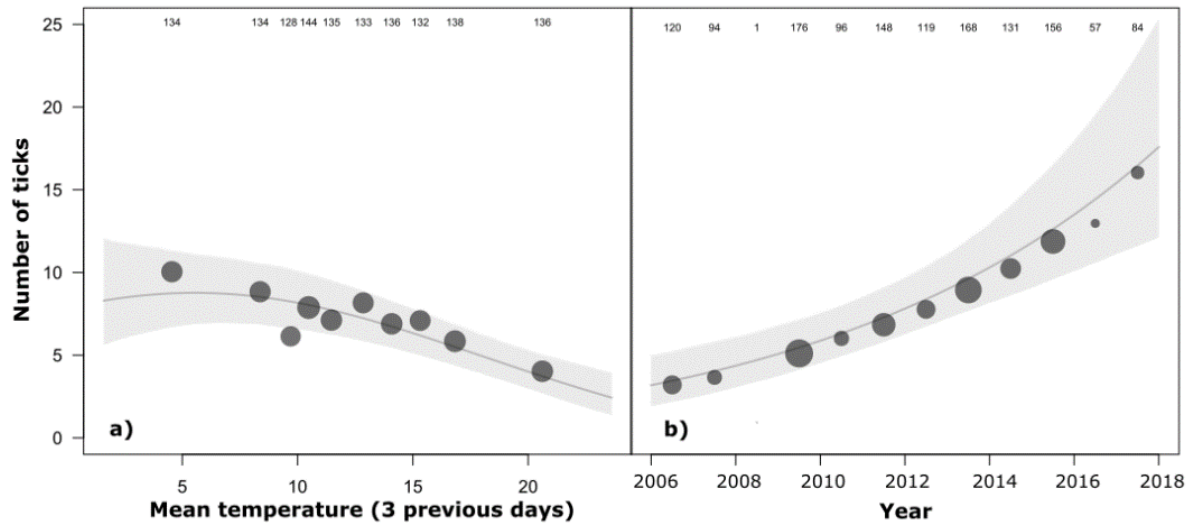 134 134 128 144 135 133 136 132 138 136
120 94 1 176 96 148 119 168 131 156 57 84
25
20
15
10
5
0
Number of ticks
a)
b)
5 10 15 20
2006 2008 2010 2012 2014 2016 2018
Mean temperature (3 previous days)
Year